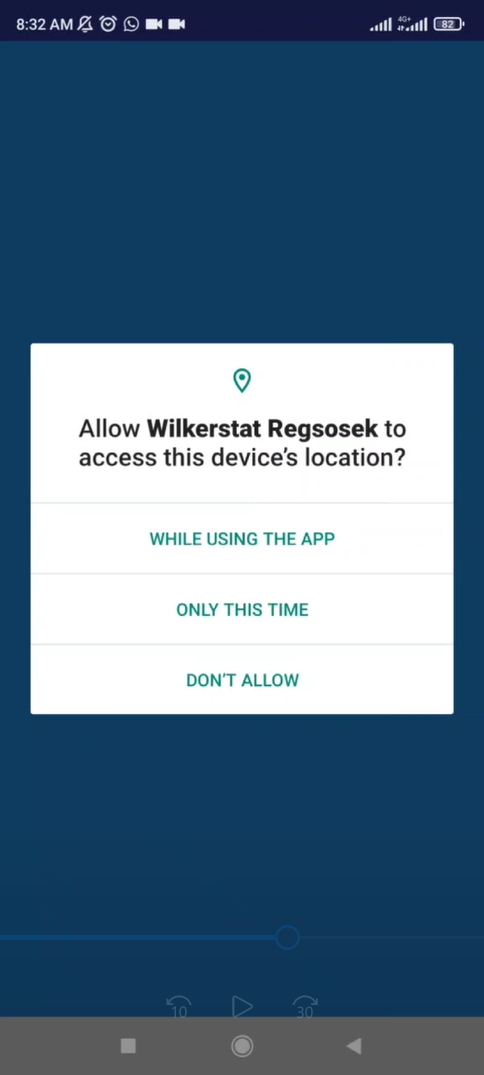 8:32 AM 4G+ 82
Allow Wilkerstat Regsosek to
access this device's location?
WHILE USING THE APP
ONLY THIS TIME
DON'T ALLOW
10 30